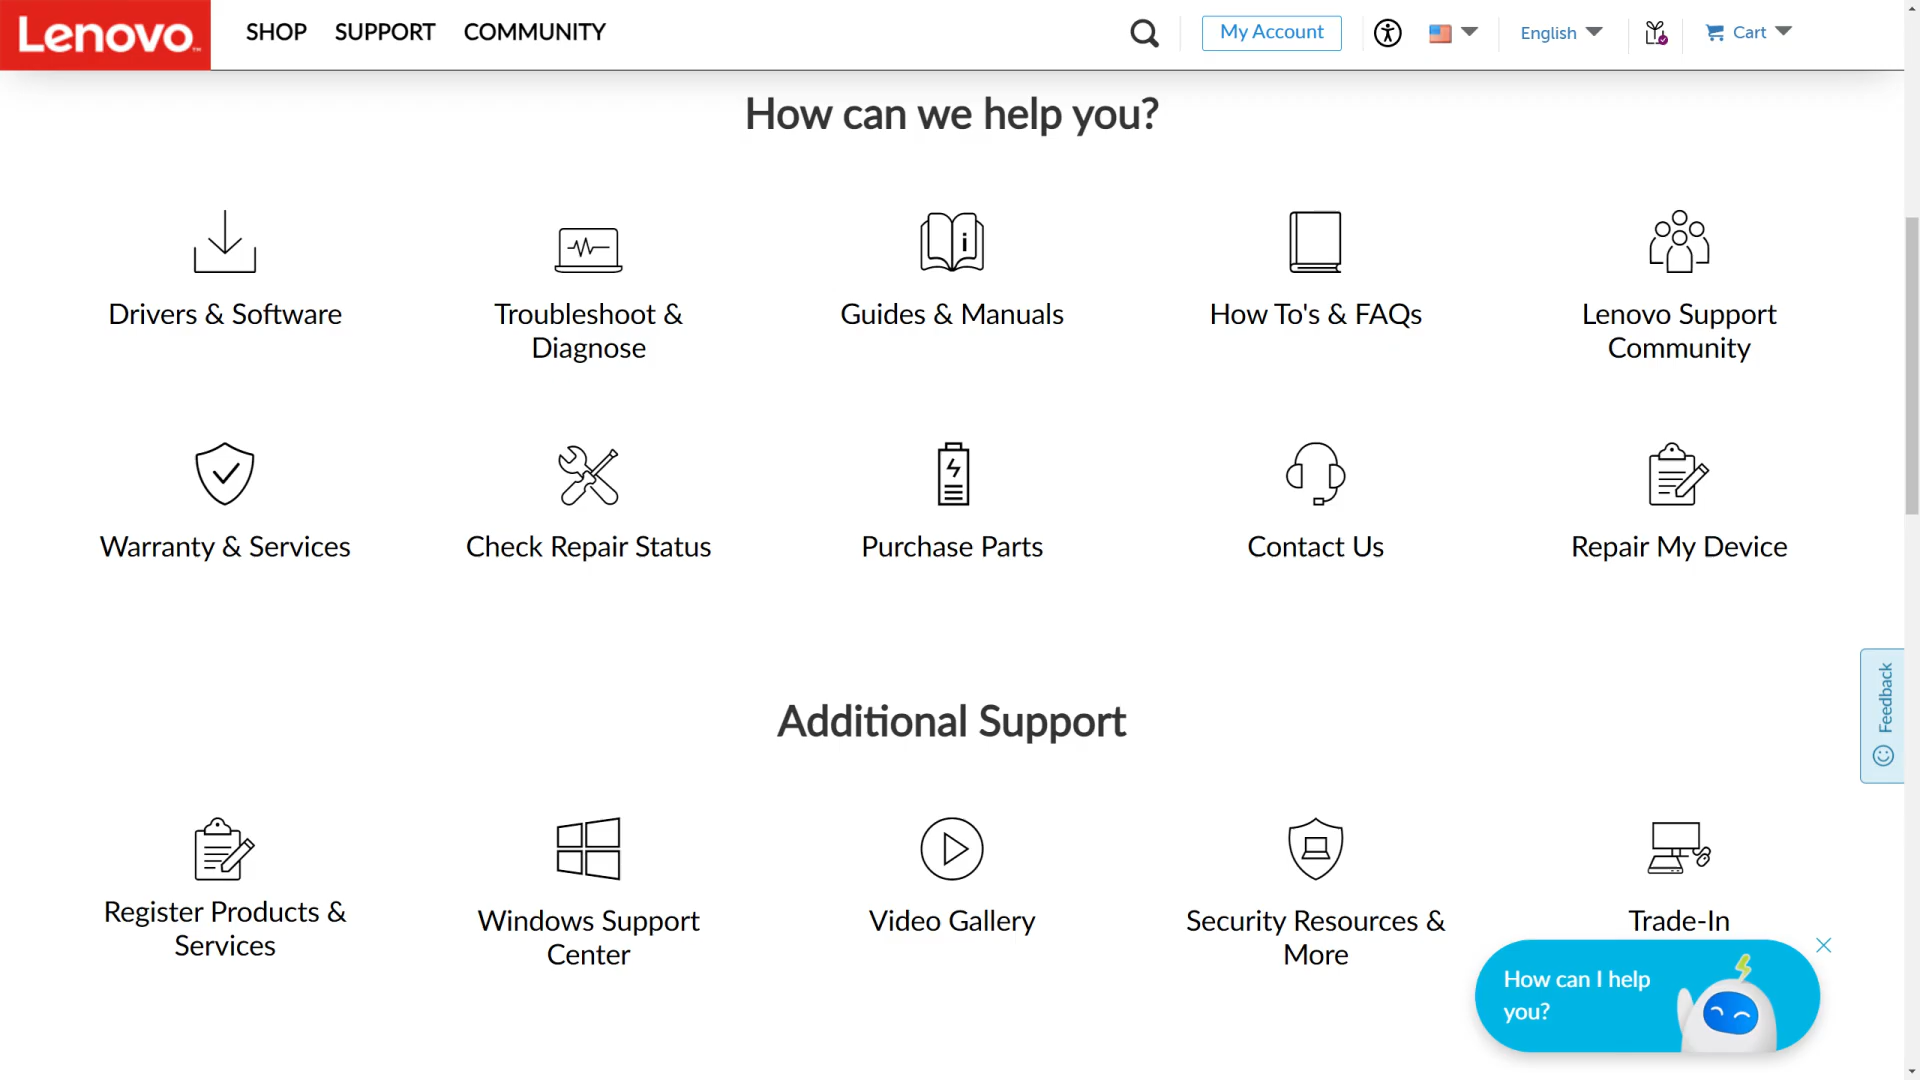 Lenovo
SHOP SUPPORT COMMUNITY My Account English Cart
How can we help you?
Drivers & Software
Troubleshoot &
Diagnose
Guides & Manuals
How To's & FAQs
Lenovo Support
Community
Warranty & Services
Check Repair Status
Purchase Parts
Contact Us
Repair My Device
Feedback
Additional Support
Register Products &
Services
Windows Support
Center
Video Gallery
Security Resources &
More
Trade-In
How can I help
you?